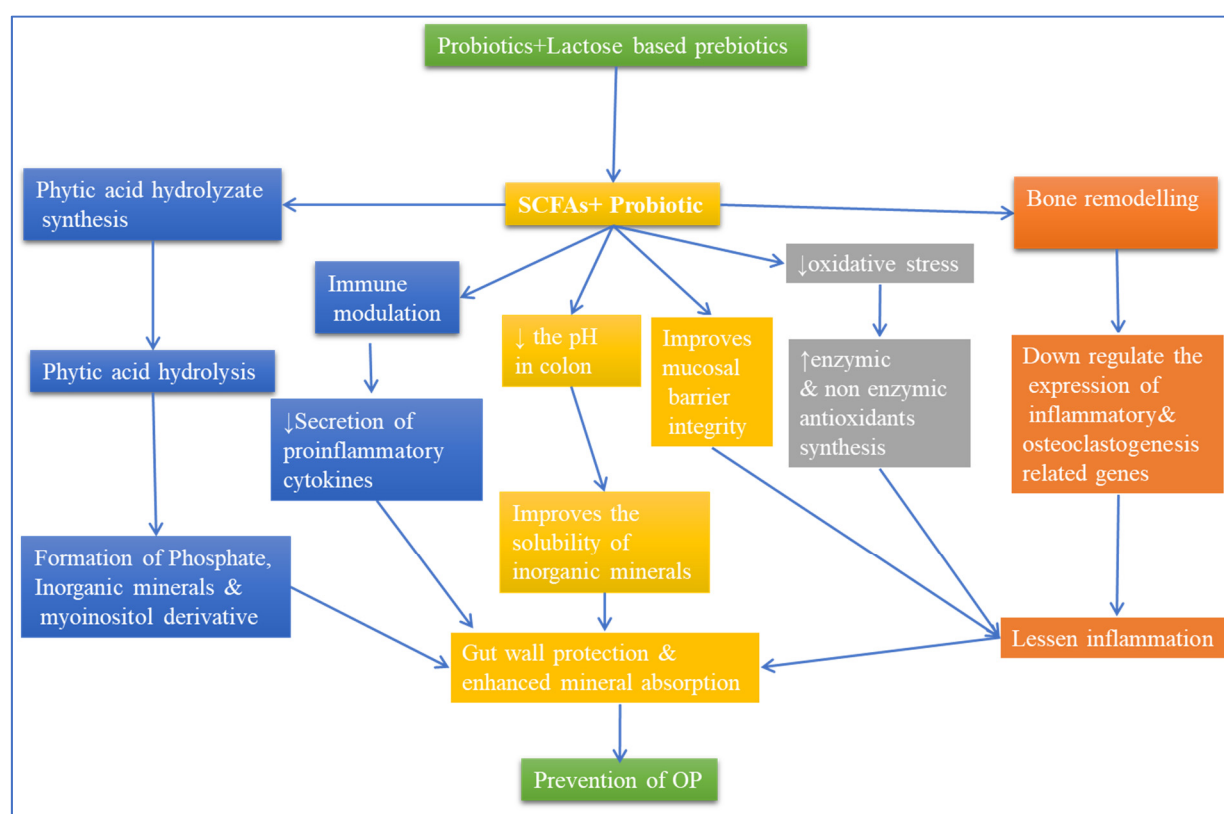 Probiotics+Lactose based prebiotics
Phytic acid hydrolyzate
synthesis
SCFAs+ Probiotic
Bone remodelling
Immune
modulation
↓oxidative stress
↓ the pH
in colon
Improves
mucosal
barrier
integrity
↑enzymic
& non enzymic
antioxidants
synthesis
Phytic acid hydrolysis
Down regulate the
expression of
inflammatory&
osteoclastogenesis
related genes
↓Secretion of
proinflammatory
cytokines
Improves the
solubility of
inorganic minerals
Formation of Phosphate,
Inorganic minerals &
myoinositol derivative
Gut wall protection &
enhanced mineral absorption
Lessen inflammation
Prevention of OP